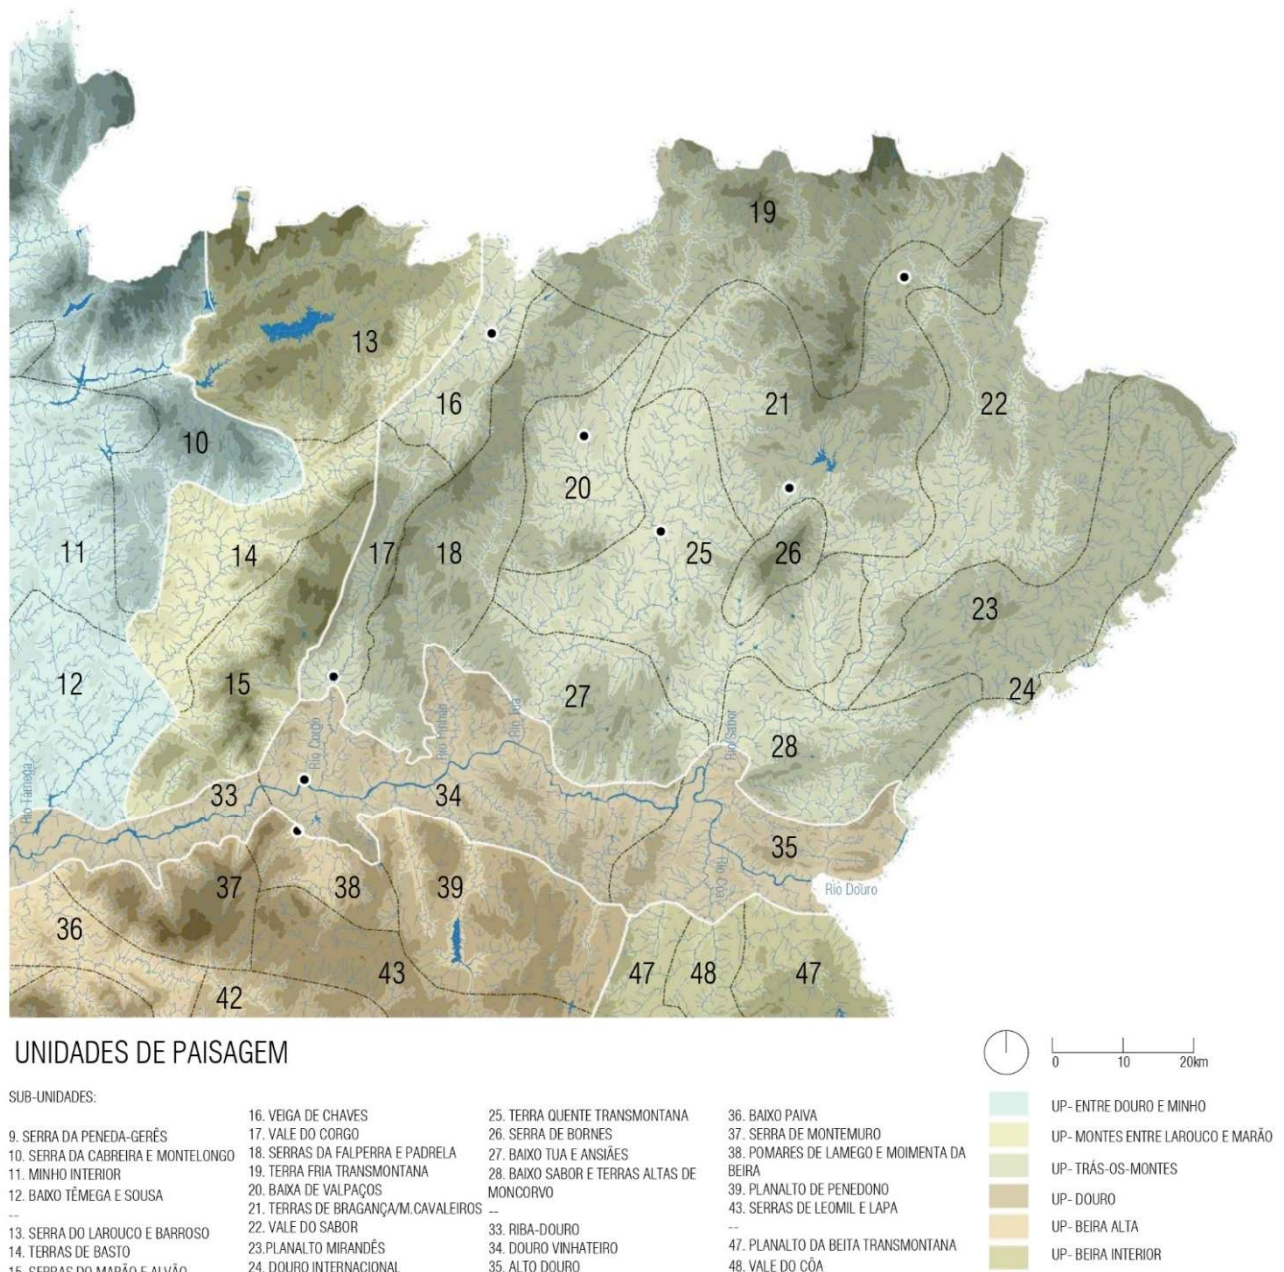 19
13
16
21
22
10
20
11
14
17
18
25
26
23
12
15
27
24
28
Rio Corgo
Rio Pinhão
Rio Tua
Rio Sabor
Rio Tâmega
33
34
35
Rio Côa
Rio Douro
37
38
39
36
43
42
47
48
47
UNIDADES DE PAISAGEM
0 10 20km
SUB-UNIDADES:
9. SERRA DA PENEDA-GERÊS
10. SERRA DA CABREIRA E MONTELONGO
11. MINHO INTERIOR
12. BAIXO TÊMEGA E SOUSA
--
13. SERRA DO LAROUCO E BARROSO
14. TERRAS DE BASTO
15. SERRAS DO MARÃO E ALVÃO
16. VEIGA DE CHAVES
17. VALE DO CORGO
18. SERRAS DA FALPERRA E PADRELA
19. TERRA FRIA TRANSMONTANA
20. BAIXA DE VALPAÇOS
21. TERRAS DE BRAGANÇA/M.CAVALEIROS
22. VALE DO SABOR
23.PLANALTO MIRANDÊS
24. DOURO INTERNACIONAL
25. TERRA QUENTE TRANSMONTANA
26. SERRA DE BORNES
27. BAIXO TUA E ANSIÃES
28. BAIXO SABOR E TERRAS ALTAS DE
MONCORVO
--
33. RIBA-DOURO
34. DOURO VINHATEIRO
35. ALTO DOURO
36. BAIXO PAIVA
37. SERRA DE MONTEMURO
38. POMARES DE LAMEGO E MOIMENTA DA
BEIRA
39. PLANALTO DE PENEDONO
43. SERRAS DE LEOMIL E LAPA
--
47. PLANALTO DA BEITA TRANSMONTANA
48. VALE DO CÔA
UP- ENTRE DOURO E MINHO
UP- MONTES ENTRE LAROUCO E MARÃO
UP- TRÁS-OS-MONTES
UP- DOURO
UP- BEIRA ALTA
UP- BEIRA INTERIOR